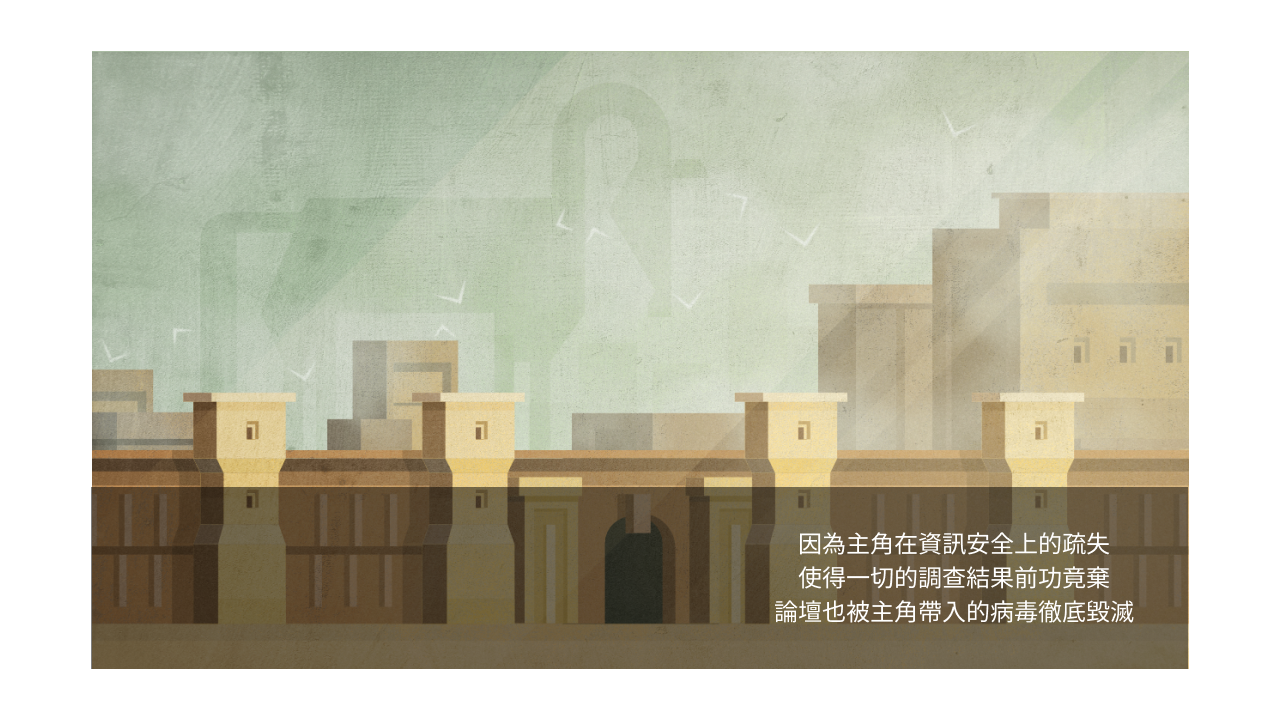 因為主角在資訊安全上的疏失
使得一切的調查結果前功竟棄
論壇也被主角帶入的病毒徹底毀滅